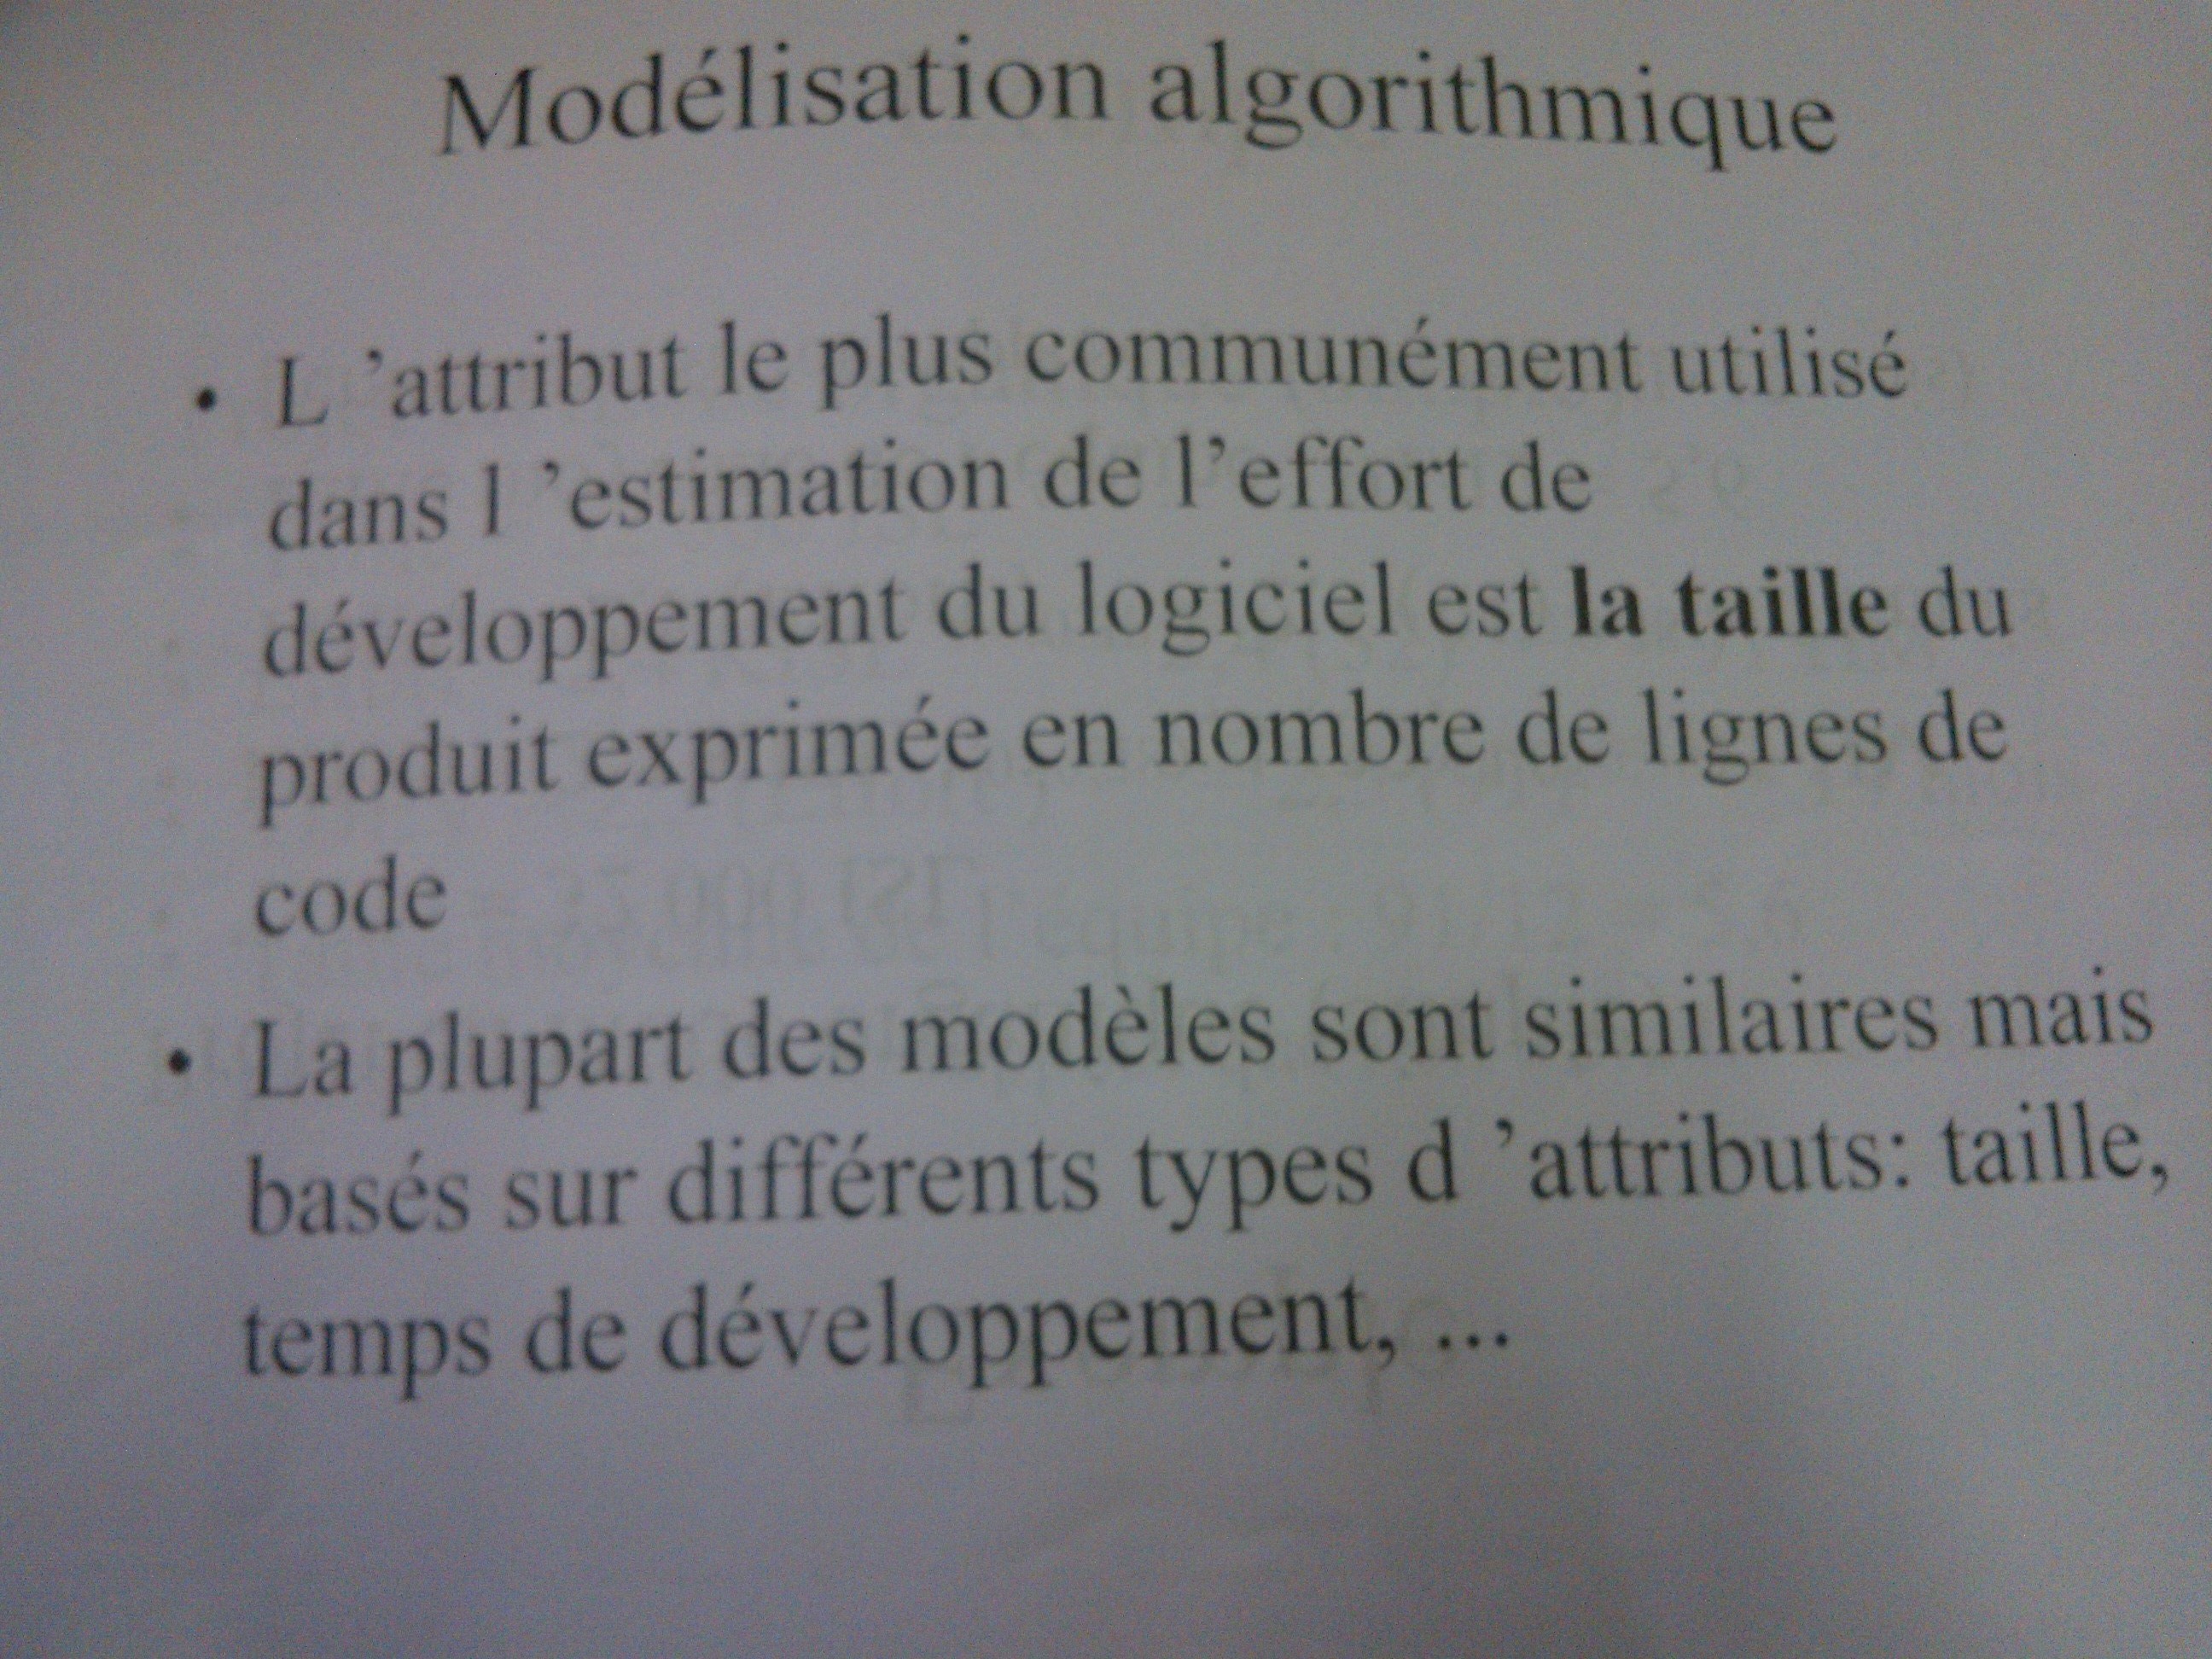 Modélisation algorithmique
• L ’attribut le plus communément utilisé
dans l ’estimation de l’effort de
développement du logiciel est la taille du
produit exprimée en nombre de lignes de
code
• La plupart des modèles sont similaires mais
basés sur différents types d ’attributs: taille,
temps de développement, ...